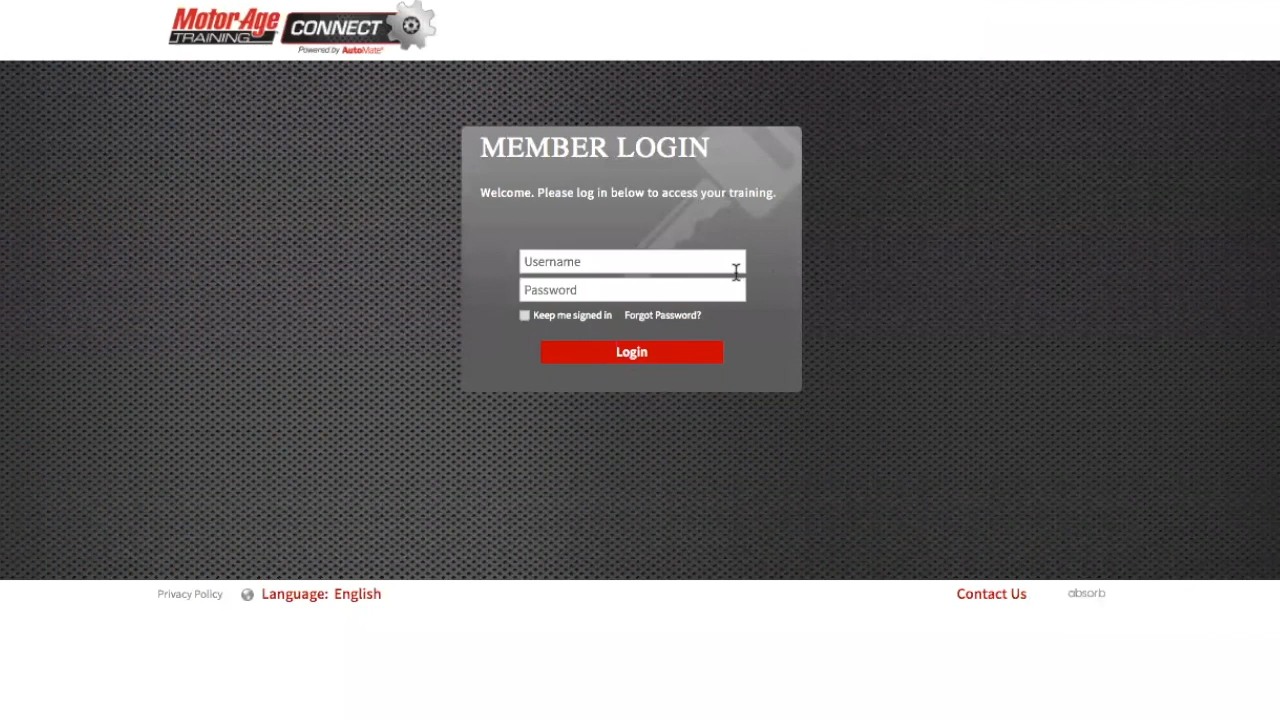 Motor Age
TRAINING
CONNECT
Powered by AutoMate
MEMBER LOGIN
Welcome. Please log in below to access your training.
Username
Password
Keep me signed in Forgot Password?
Login
Privacy Policy Language: English Contact Us absorb